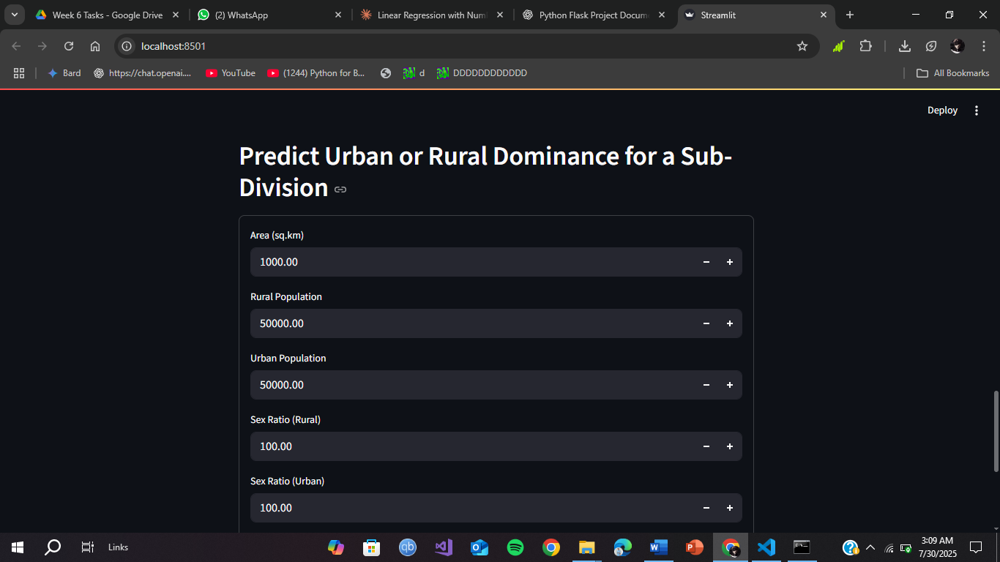 Week 6 Tasks - Google Drive
(2) WhatsApp
Linear Regression with Num
Python Flask Project Docum
Streamlit
localhost:8501
Bard
https://chat.openai....
YouTube
(1244) Python for B...
d
DDDDDDDDDDDD
All Bookmarks
Deploy
Predict Urban or Rural Dominance for a Sub-
Division
Area (sq.km)
1000.00
Rural Population
50000.00
Urban Population
50000.00
Sex Ratio (Rural)
100.00
Sex Ratio (Urban)
100.00
Links
qb
3:09 AM
7/30/2025